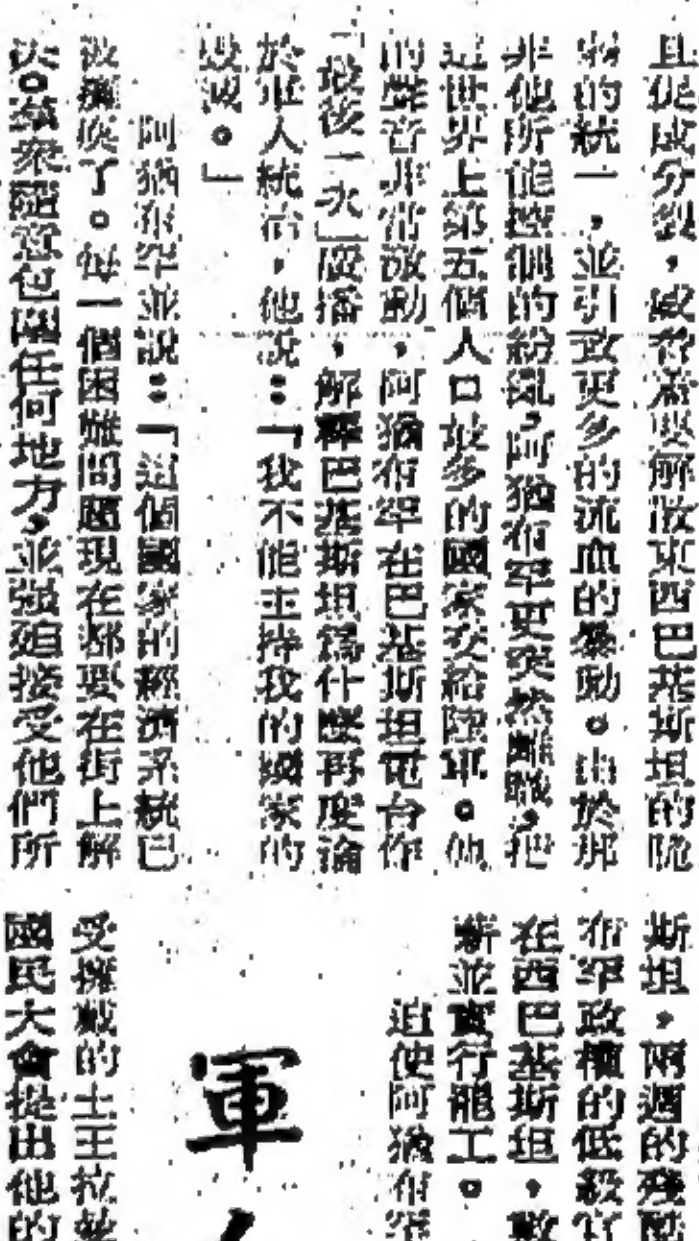 且促成分裂，或者需要解散東西巴基斯坦的脆
弱的統一，並引致更多的流血的暴動。由於那
非他所能控制的紛亂，阿猶布罕更突然離職，把
這世界上第五個人口最多的國家交給陸軍。他
的聲音非常激動，阿猶布罕在巴基斯坦電台作
「最後一次」廣播，解釋巴基斯坦爲什麼再度淪
於軍人統治，他說：「我不能主持我的國家的
毀滅。」
阿猶布罕並說：「這個國家的經濟系統已
被癱瘓了。每一個困難問題現在都要在街上解
決。羣衆隨意包圍任何地方，並強廹接受他們所
斯坦，兩週的殘酷
布罕政權的低級官
在西巴基斯坦，數
薪並實行罷工。
迫使阿猶布罕
軍
受擁戴的土王拉
國民大會提出他的